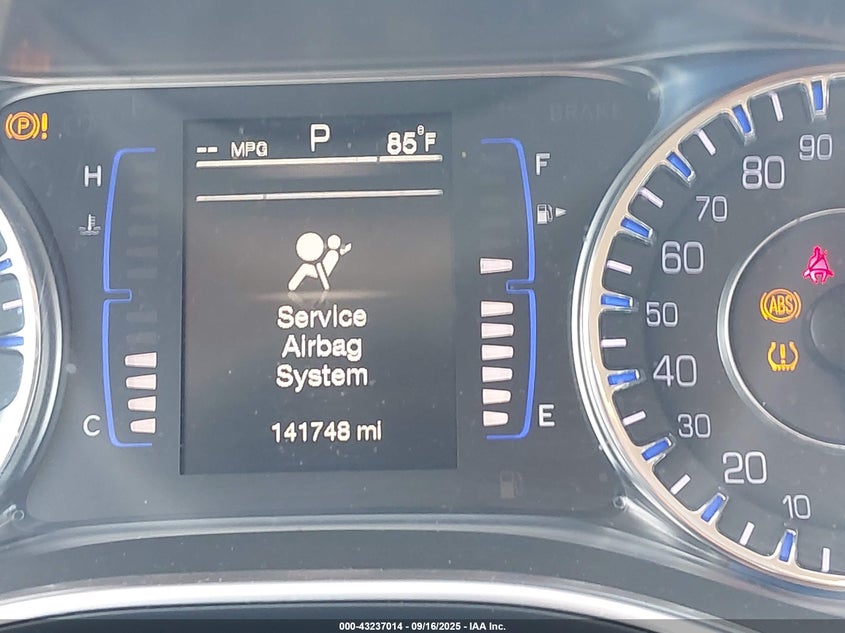 P !
-- MPG P 85°F
BRAKE
H
F
Service
Airbag
System
141748 mi
C
E
90
80
70
60
50
40
30
20
10
ABS
!
000-43237014 - 09/16/2025 - IAA Inc.